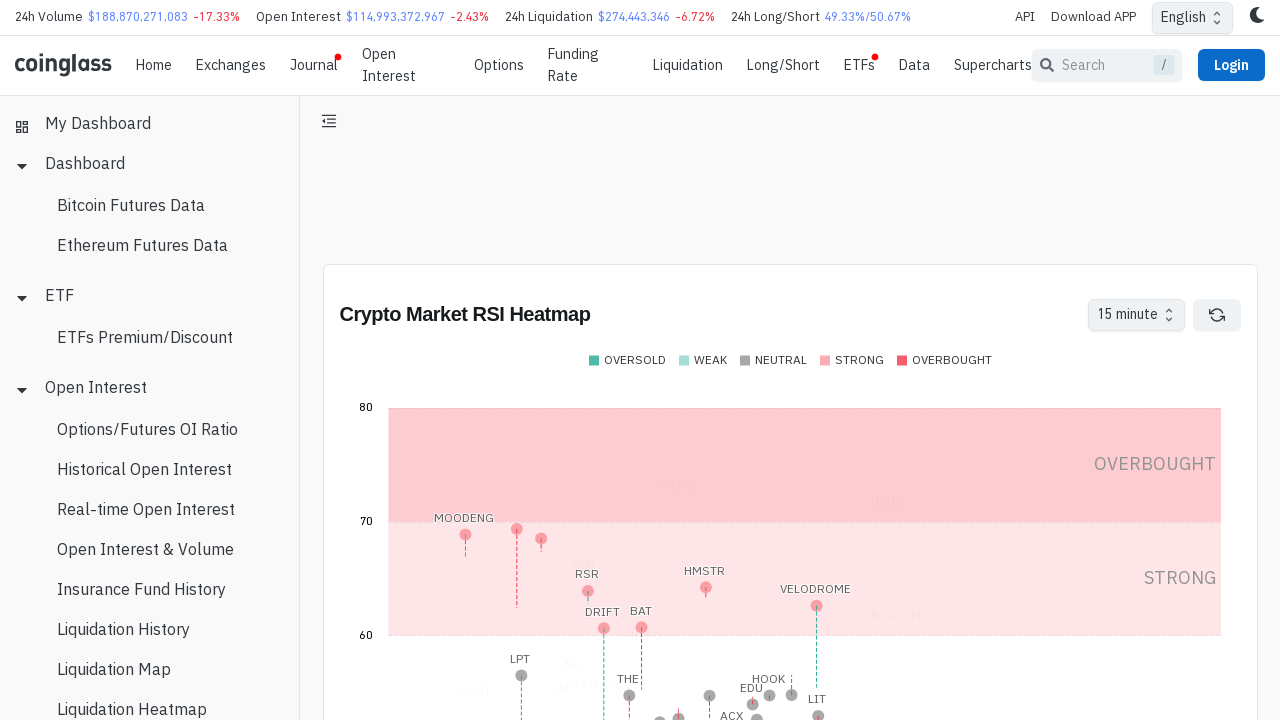 24h Volume $188,870,271,083 -17.33% Open Interest $114,993,372,967 -2.43% 24h Liquidation $274,443,346 -6.72% 24h Long/Short 49.33%/50.67% API Download APP English
coinglass Home Exchanges Journal Open Interest Options Funding Rate Liquidation Long/Short ETFs Data Supercharts Search / Login
My Dashboard
Dashboard
Bitcoin Futures Data
Ethereum Futures Data
ETF
ETFs Premium/Discount
Open Interest
Options/Futures OI Ratio
Historical Open Interest
Real-time Open Interest
Open Interest & Volume
Insurance Fund History
Liquidation History
Liquidation Map
Liquidation Heatmap
Crypto Market RSI Heatmap 15 minute
OVERSOLD WEAK NEUTRAL STRONG OVERBOUGHT
80
OVERBOUGHT
70
MOODENG
STRONG
HMSTR
RSR
VELODROME
DRIFT BAT
60
LPT
THE
HOOK
EDU
LIT
ACX